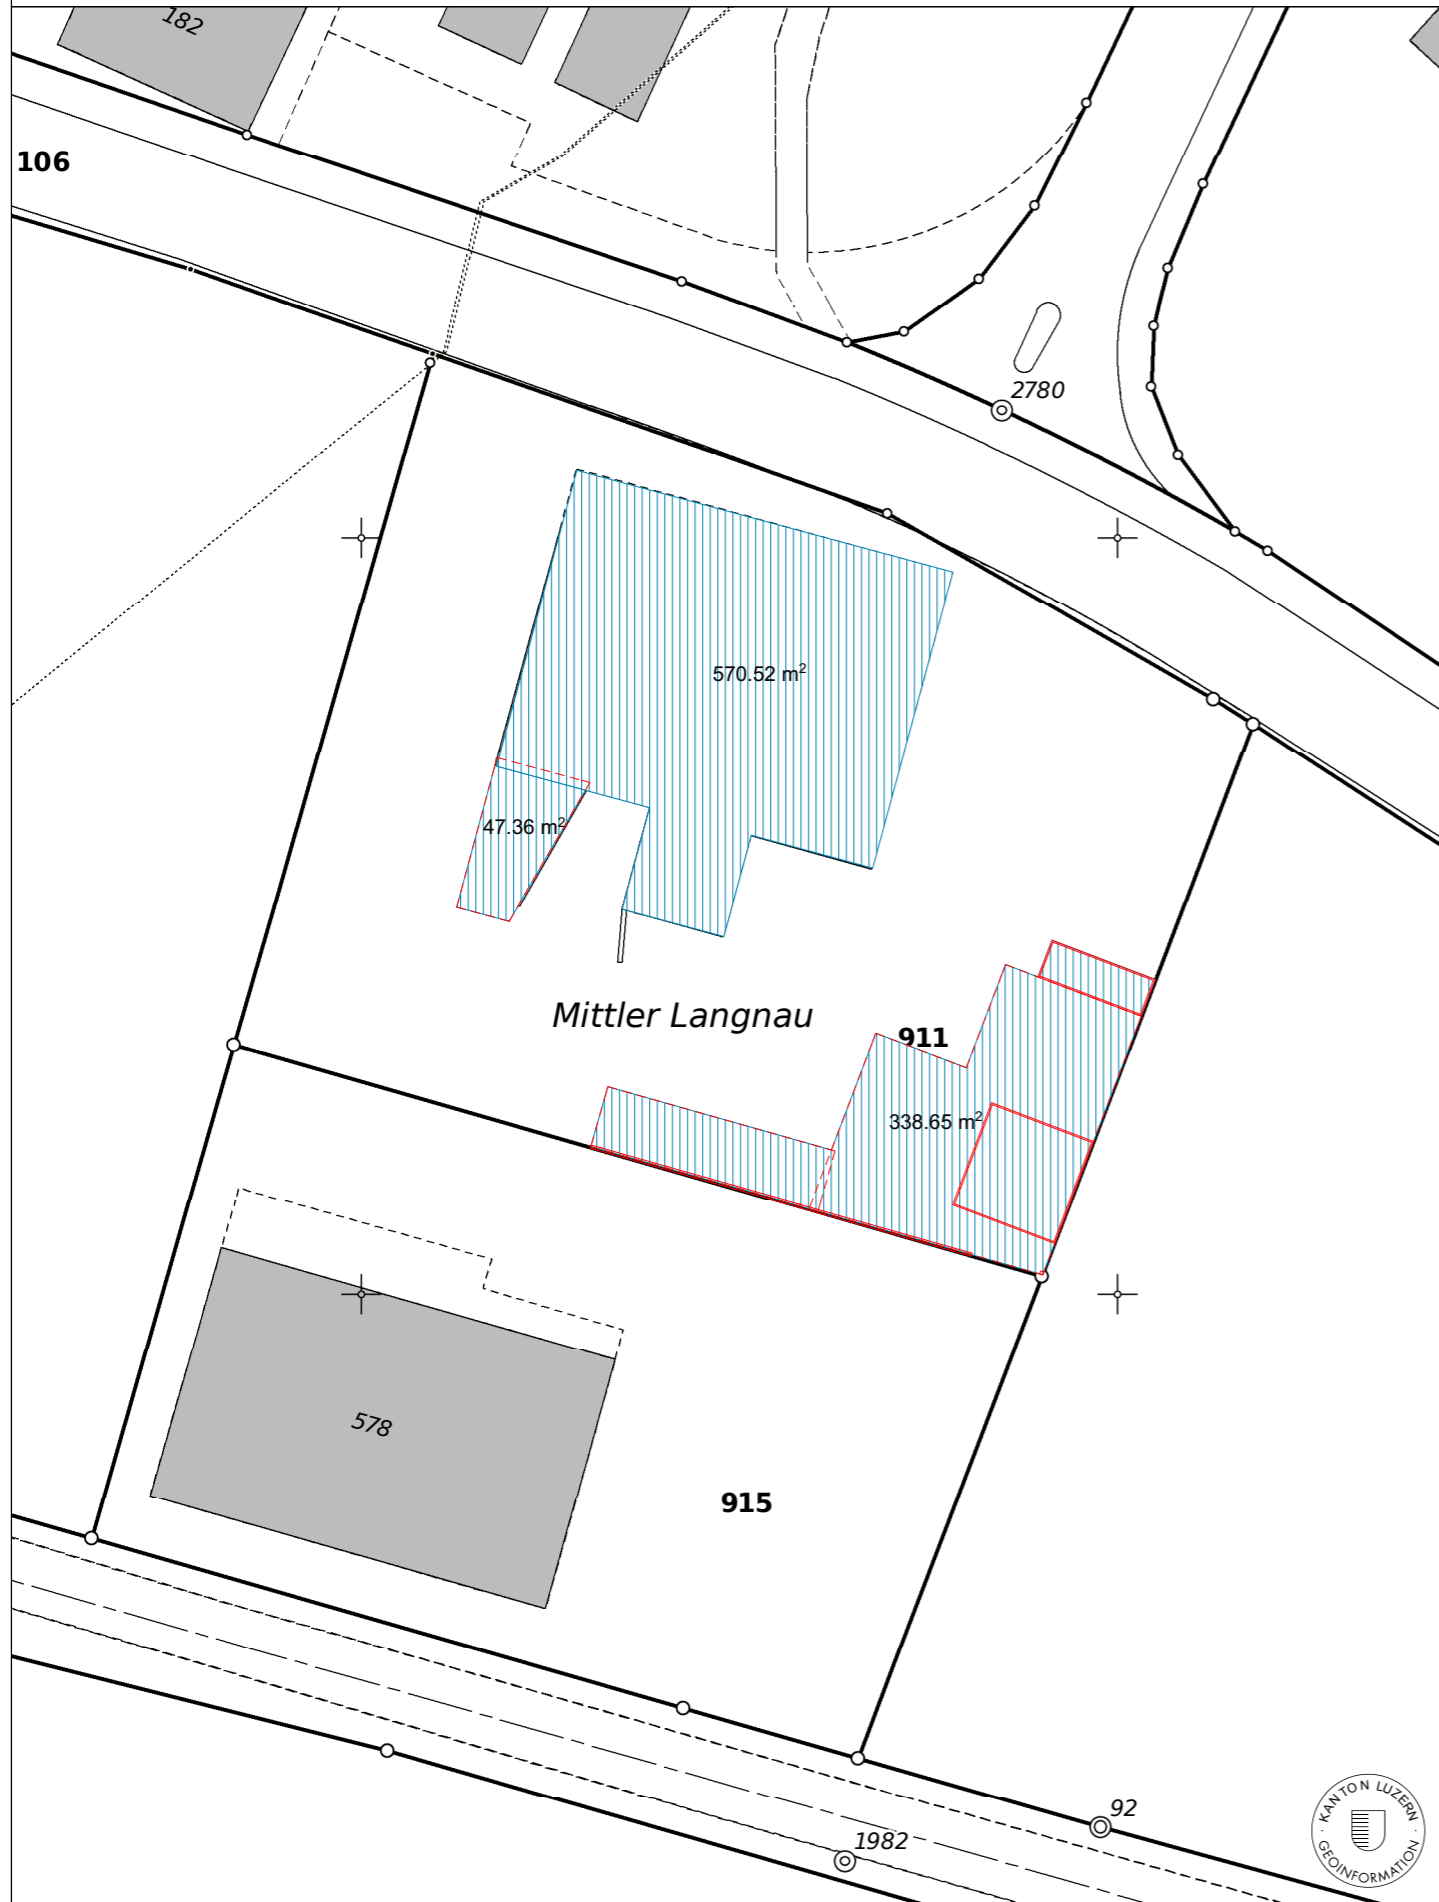 182
106
2780
570.52 m²
47.36 m²
Mittler Langnau
911
338.65 m²
578
915
92
1982
· KANTON LUZERN ·
GEOINFORMATION